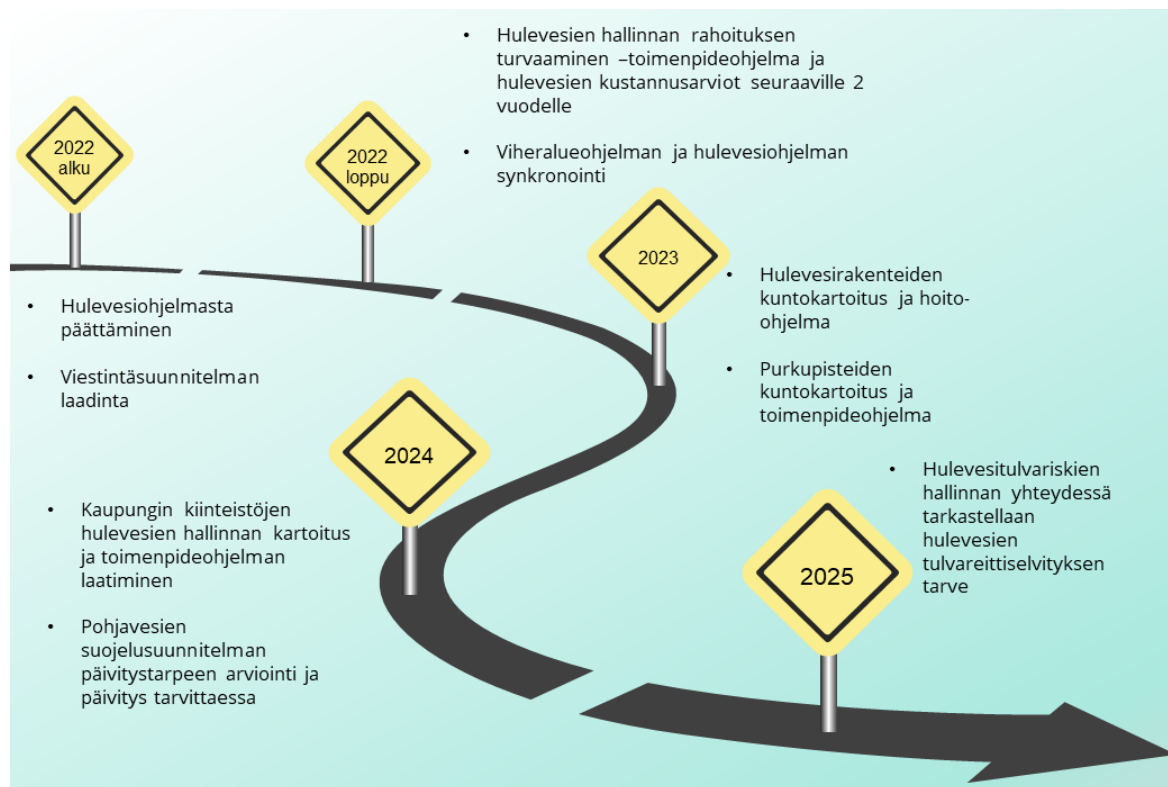 2022
alku
• Hulevesiohjelmasta
päättäminen
• Viestintäsuunnitelman
laadinta
2022
loppu
• Hulevesien hallinnan rahoituksen
turvaaminen –toimenpideohjelma ja
hulevesien kustannusarviot seuraaville 2
vuodelle
• Viheralueohjelman ja hulevesiohjelman
synkronointi
2023
• Hulevesirakenteiden
kuntokartoitus ja hoito-
ohjelma
• Purkupisteiden
kuntokartoitus ja
toimenpideohjelma
2024
• Kaupungin kiinteistöjen
hulevesien hallinnan kartoitus
ja toimenpideohjelman
laatiminen
• Pohjavesien
suojelusuunnitelman
päivitystarpeen arviointi ja
päivitys tarvittaessa
2025
• Hulevesitulvariskien
hallinnan yhteydessä
tarkastellaan
hulevesien
tulvareittiselvityksen
tarve